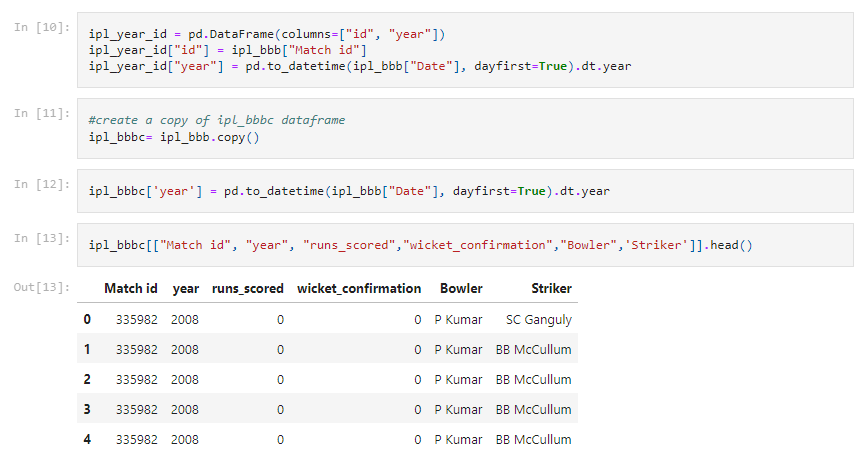 In [10]:
ipl_year_id = pd.DataFrame(columns=["id", "year"])
ipl_year_id["id"] = ipl_bbb["Match id"]
ipl_year_id["year"] = pd.to_datetime(ipl_bbb["Date"], dayfirst=True).dt.year
In [11]:
#create a copy of ipl_bbbc dataframe
ipl_bbbc= ipl_bbb.copy()
In [12]:
ipl_bbbc['year'] = pd.to_datetime(ipl_bbb["Date"], dayfirst=True).dt.year
In [13]:
ipl_bbbc[["Match id", "year", "runs_scored","wicket_confirmation","Bowler",'Striker']].head()
Out[13]:
Match id year runs_scored wicket_confirmation Bowler Striker
0 335982 2008 0 0 P Kumar SC Ganguly
1 335982 2008 0 0 P Kumar BB McCullum
2 335982 2008 0 0 P Kumar BB McCullum
3 335982 2008 0 0 P Kumar BB McCullum
4 335982 2008 0 0 P Kumar BB McCullum